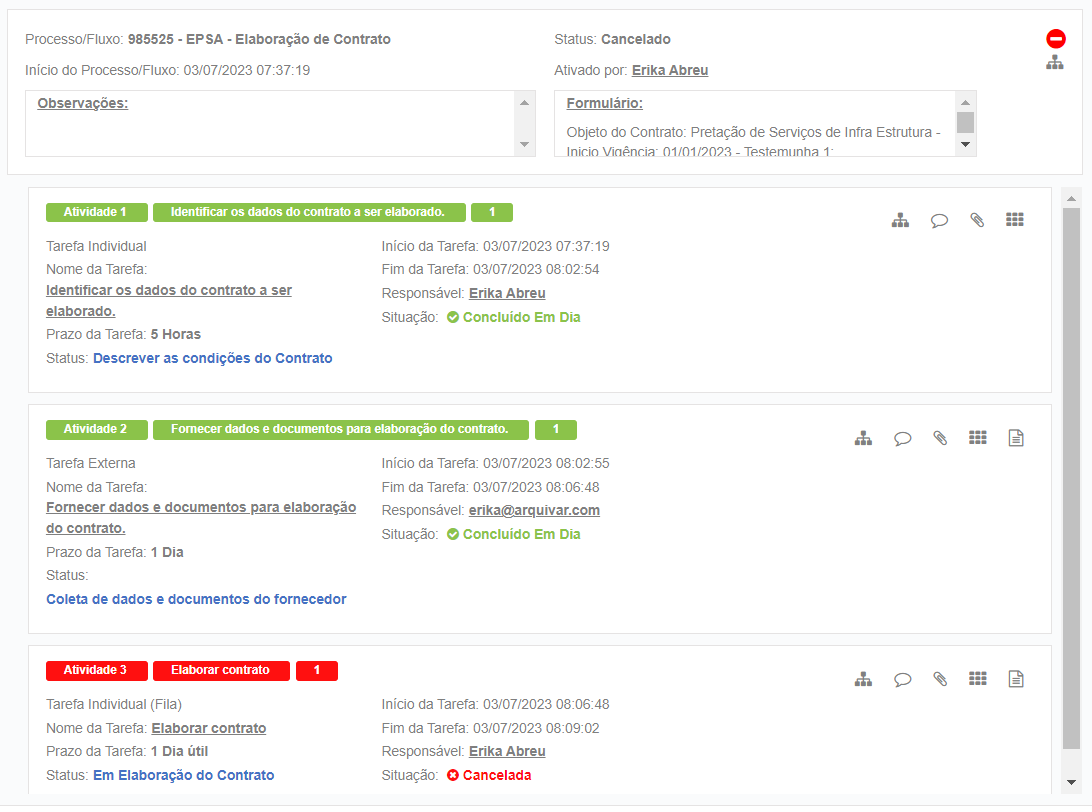 Processo/Fluxo: 985525 - EPSA - Elaboração de Contrato
Status: Cancelado
Início do Processo/Fluxo: 03/07/2023 07:37:19
Ativado por: Erika Abreu
Observações:
Formulário:
Objeto do Contrato: Pretação de Serviços de Infra Estrutura -
Inicio Vigência: 01/01/2023 - Testemunha 1:
Atividade 1 Identificar os dados do contrato a ser elaborado. 1
Tarefa Individual
Nome da Tarefa:
Identificar os dados do contrato a ser
elaborado.
Prazo da Tarefa: 5 Horas
Status: Descrever as condições do Contrato
Início da Tarefa: 03/07/2023 07:37:19
Fim da Tarefa: 03/07/2023 08:02:54
Responsável: Erika Abreu
Situação: Concluído Em Dia
Atividade 2 Fornecer dados e documentos para elaboração do contrato. 1
Tarefa Externa
Nome da Tarefa:
Fornecer dados e documentos para elaboração
do contrato.
Prazo da Tarefa: 1 Dia
Status:
Coleta de dados e documentos do fornecedor
Início da Tarefa: 03/07/2023 08:02:55
Fim da Tarefa: 03/07/2023 08:06:48
Responsável: erika@arquivar.com
Situação: Concluído Em Dia
Atividade 3 Elaborar contrato 1
Tarefa Individual (Fila)
Nome da Tarefa: Elaborar contrato
Prazo da Tarefa: 1 Dia útil
Status: Em Elaboração do Contrato
Início da Tarefa: 03/07/2023 08:06:48
Fim da Tarefa: 03/07/2023 08:09:02
Responsável: Erika Abreu
Situação: Cancelada